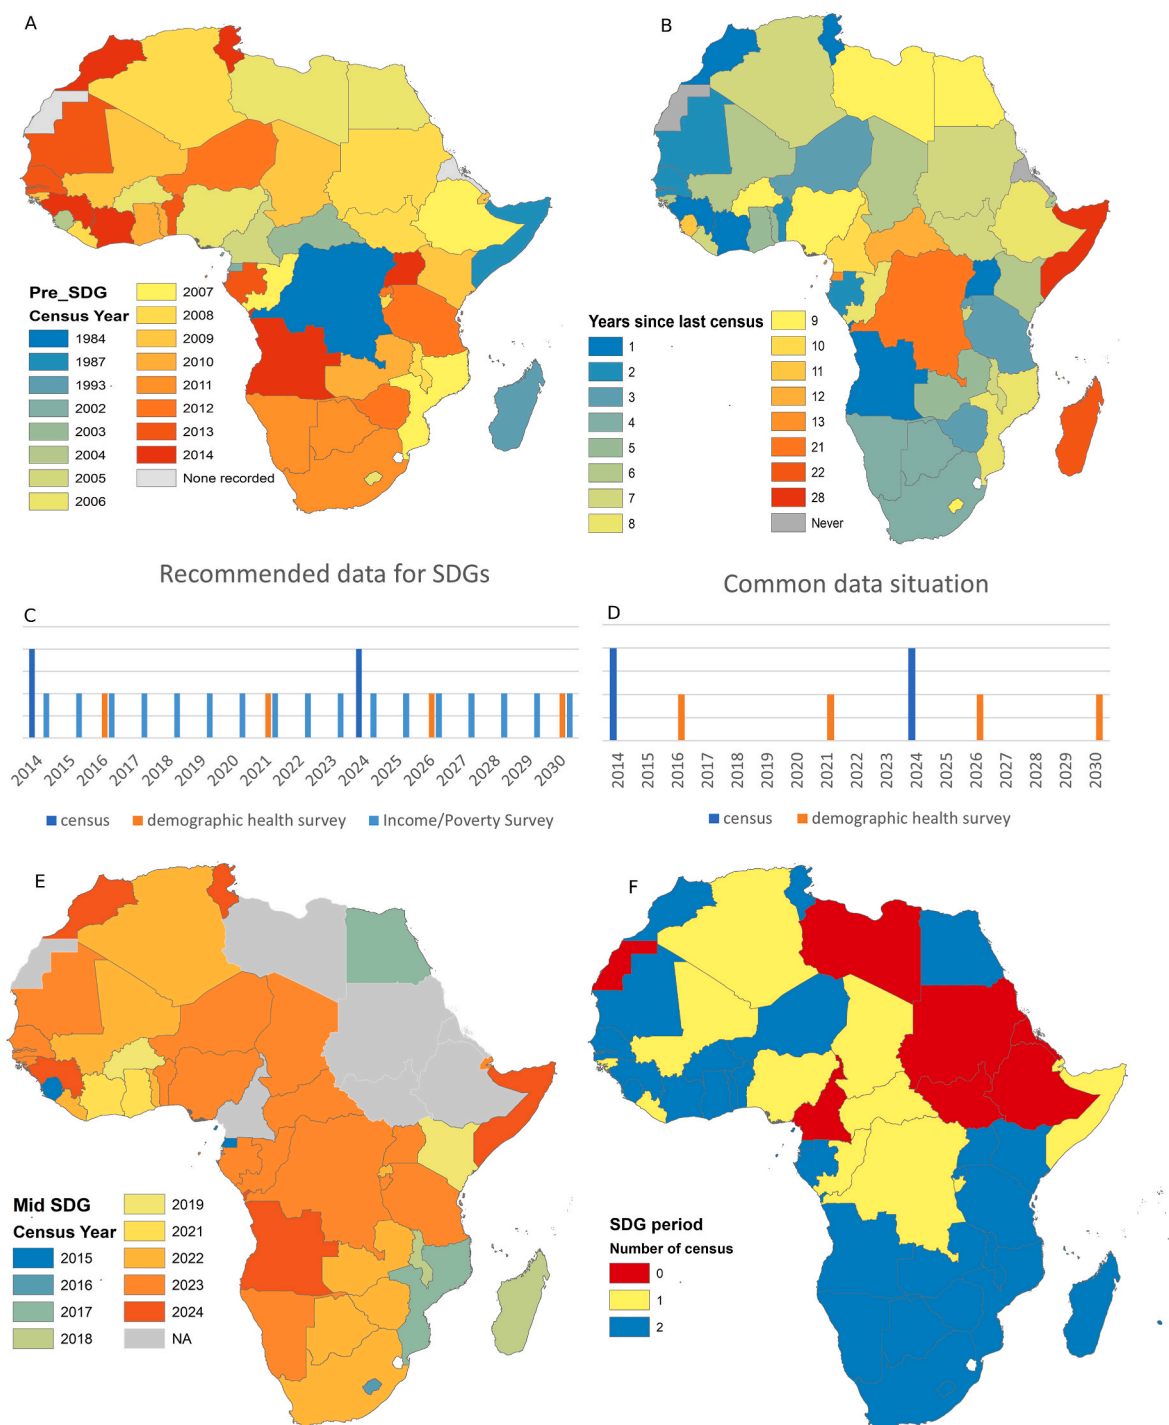 A
B
Pre_SDG
Census Year
1984
1987
1993
2002
2003
2004
2005
2006
2007
2008
2009
2010
2011
2012
2013
2014
None recorded
Years since last census
1
2
3
4
5
6
7
8
9
10
11
12
13
21
22
28
Never
Recommended data for SDGs
Common data situation
C
2014 2015 2016 2017 2018 2019 2020 2021 2022 2023 2024 2025 2026 2027 2028 2029 2030
census demographic health survey Income/Poverty Survey
D
2014 2015 2016 2017 2018 2019 2020 2021 2022 2023 2024 2025 2026 2027 2028 2029 2030
census demographic health survey
E
F
Mid SDG
Census Year
2015
2016
2017
2018
2019
2021
2022
2023
2024
NA
SDG period
Number of census
0
1
2